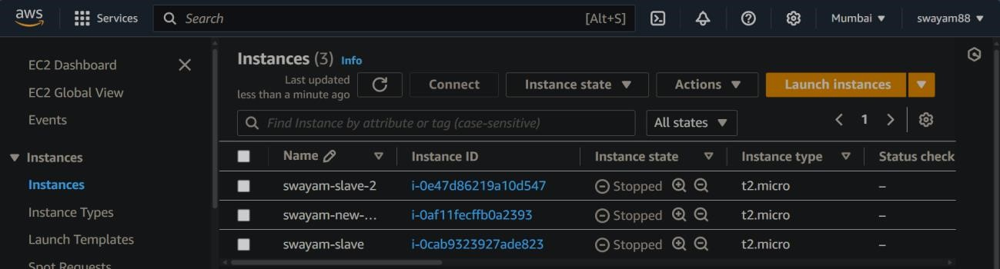 aws
Services
Search
[Alt+S]
Mumbai
swayam88
EC2 Dashboard
EC2 Global View
Events
Instances
Instances
Instance Types
Launch Templates
Spot Requests
Instances (3) Info
Last updated
less than a minute ago
Connect
Instance state
Actions
Launch instances
Find Instance by attribute or tag (case-sensitive)
All states
1
Name Instance ID Instance state Instance type Status check
swayam-slave-2 i-0e47d86219a10d547 Stopped t2.micro –
swayam-new-... i-0af11fecffb0a2393 Stopped t2.micro –
swayam-slave i-0cab9323927ade823 Stopped t2.micro –